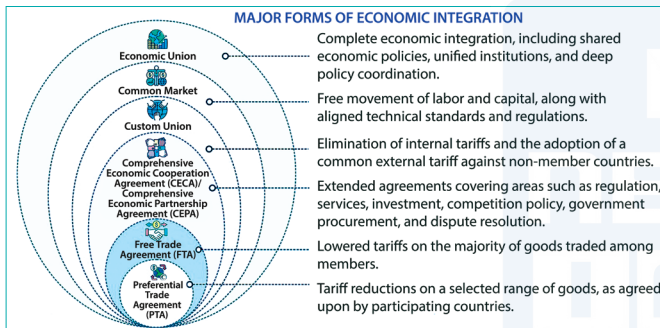 MAJOR FORMS OF ECONOMIC INTEGRATION
Economic Union
Complete economic integration, including shared
economic policies, unified institutions, and deep
policy coordination.
Common Market
Free movement of labor and capital, along with
aligned technical standards and regulations.
Custom Union
Elimination of internal tariffs and the adoption of a
common external tariff against non-member countries.
Comprehensive
Economic Cooperation
Agreement (CECA)/
Comprehensive
Economic Partnership
Agreement (CEPA)
Extended agreements covering areas such as regulation,
services, investment, competition policy, government
procurement, and dispute resolution.
Free Trade
Agreement (FTA)
Lowered tariffs on the majority of goods traded among
members.
Preferential
Trade
Agreement
(PTA)
Tariff reductions on a selected range of goods, as agreed
upon by participating countries.